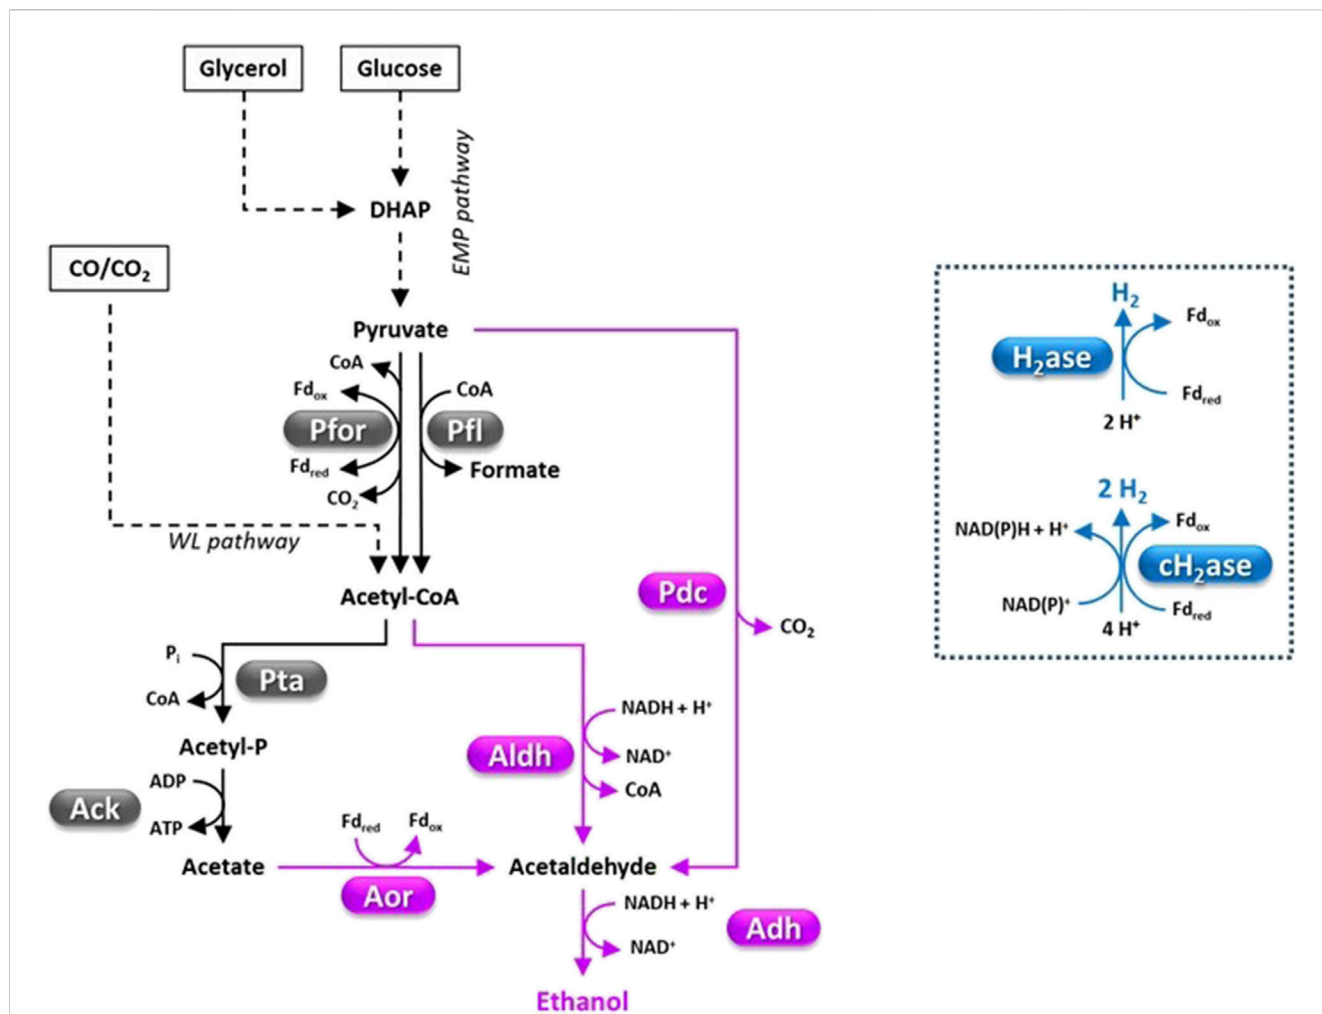 Glycerol
Glucose
EMP pathway
DHAP
CO/CO₂
Pyruvate
CoA
Fdox
CoA
Pfor
Pfl
Fdred
Formate
CO₂
WL pathway
Acetyl-CoA
Pdc
CO₂
Pi
CoA
Pta
Acetyl-P
NADH + H⁺
Aldh
NAD⁺
CoA
ADP
Ack
ATP
Fdred
Fdox
Acetate
Acetaldehyde
Aor
NADH + H⁺
Adh
NAD⁺
Ethanol
H₂
Fdox
H₂ase
Fdred
2 H⁺
2 H₂
NAD(P)H + H⁺
Fdox
cH₂ase
NAD(P)⁺
Fdred
4 H⁺